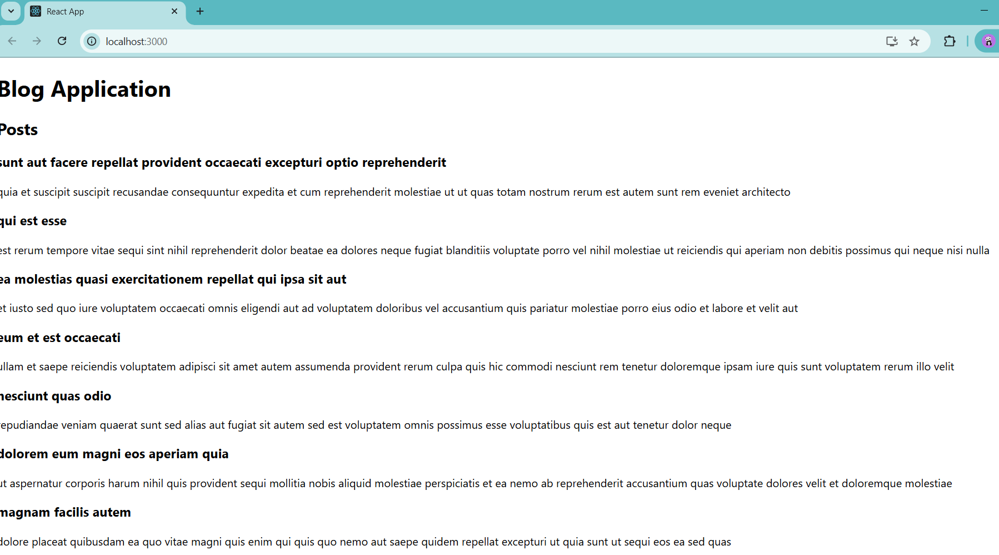 React App
localhost:3000
Blog Application
Posts
sunt aut facere repellat provident occaecati excepturi optio reprehenderit
quia et suscipit suscipit recusandae consequuntur expedita et cum reprehenderit molestiae ut ut quas totam nostrum rerum est autem sunt rem eveniet architecto
qui est esse
est rerum tempore vitae sequi sint nihil reprehenderit dolor beatae ea dolores neque fugiat blanditiis voluptate porro vel nihil molestiae ut reiciendis qui aperiam non debitis possimus qui neque nisi nulla
ea molestias quasi exercitationem repellat qui ipsa sit aut
et iusto sed quo iure voluptatem occaecati omnis eligendi aut ad voluptatem doloribus vel accusantium quis pariatur molestiae porro eius odio et labore et velit aut
eum et est occaecati
ullam et saepe reiciendis voluptatem adipisci sit amet autem assumenda provident rerum culpa quis hic commodi nesciunt rem tenetur doloremque ipsam iure quis sunt voluptatem rerum illo velit
nesciunt quas odio
repudiandae veniam quaerat sunt sed alias aut fugiat sit autem sed est voluptatem omnis possimus esse voluptatibus quis est aut tenetur dolor neque
dolorem eum magni eos aperiam quia
ut aspernatur corporis harum nihil quis provident sequi mollitia nobis aliquid molestiae perspiciatis et ea nemo ab reprehenderit accusantium quas voluptate dolores velit et doloremque molestiae
magnam facilis autem
dolore placeat quibusdam ea quo vitae magni quis enim qui quis quo nemo aut saepe quidem repellat excepturi ut quia sunt ut sequi eos ea sed quas